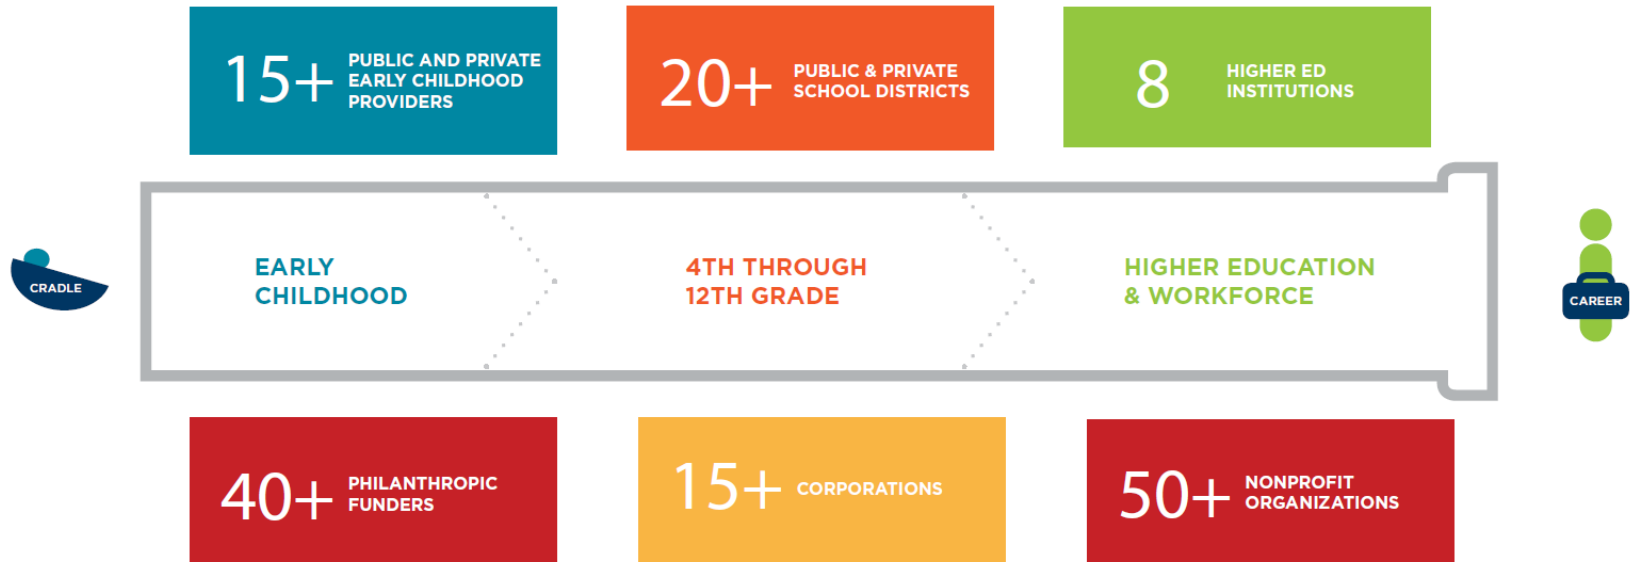 15+
PUBLIC AND PRIVATE
EARLY CHILDHOOD
PROVIDERS
20+
PUBLIC & PRIVATE
SCHOOL DISTRICTS
8
HIGHER ED
INSTITUTIONS
CRADLE
EARLY
CHILDHOOD
4TH THROUGH
12TH GRADE
HIGHER EDUCATION
& WORKFORCE
CAREER
40+
PHILANTHROPIC
FUNDERS
15+
CORPORATIONS
50+
NONPROFIT
ORGANIZATIONS